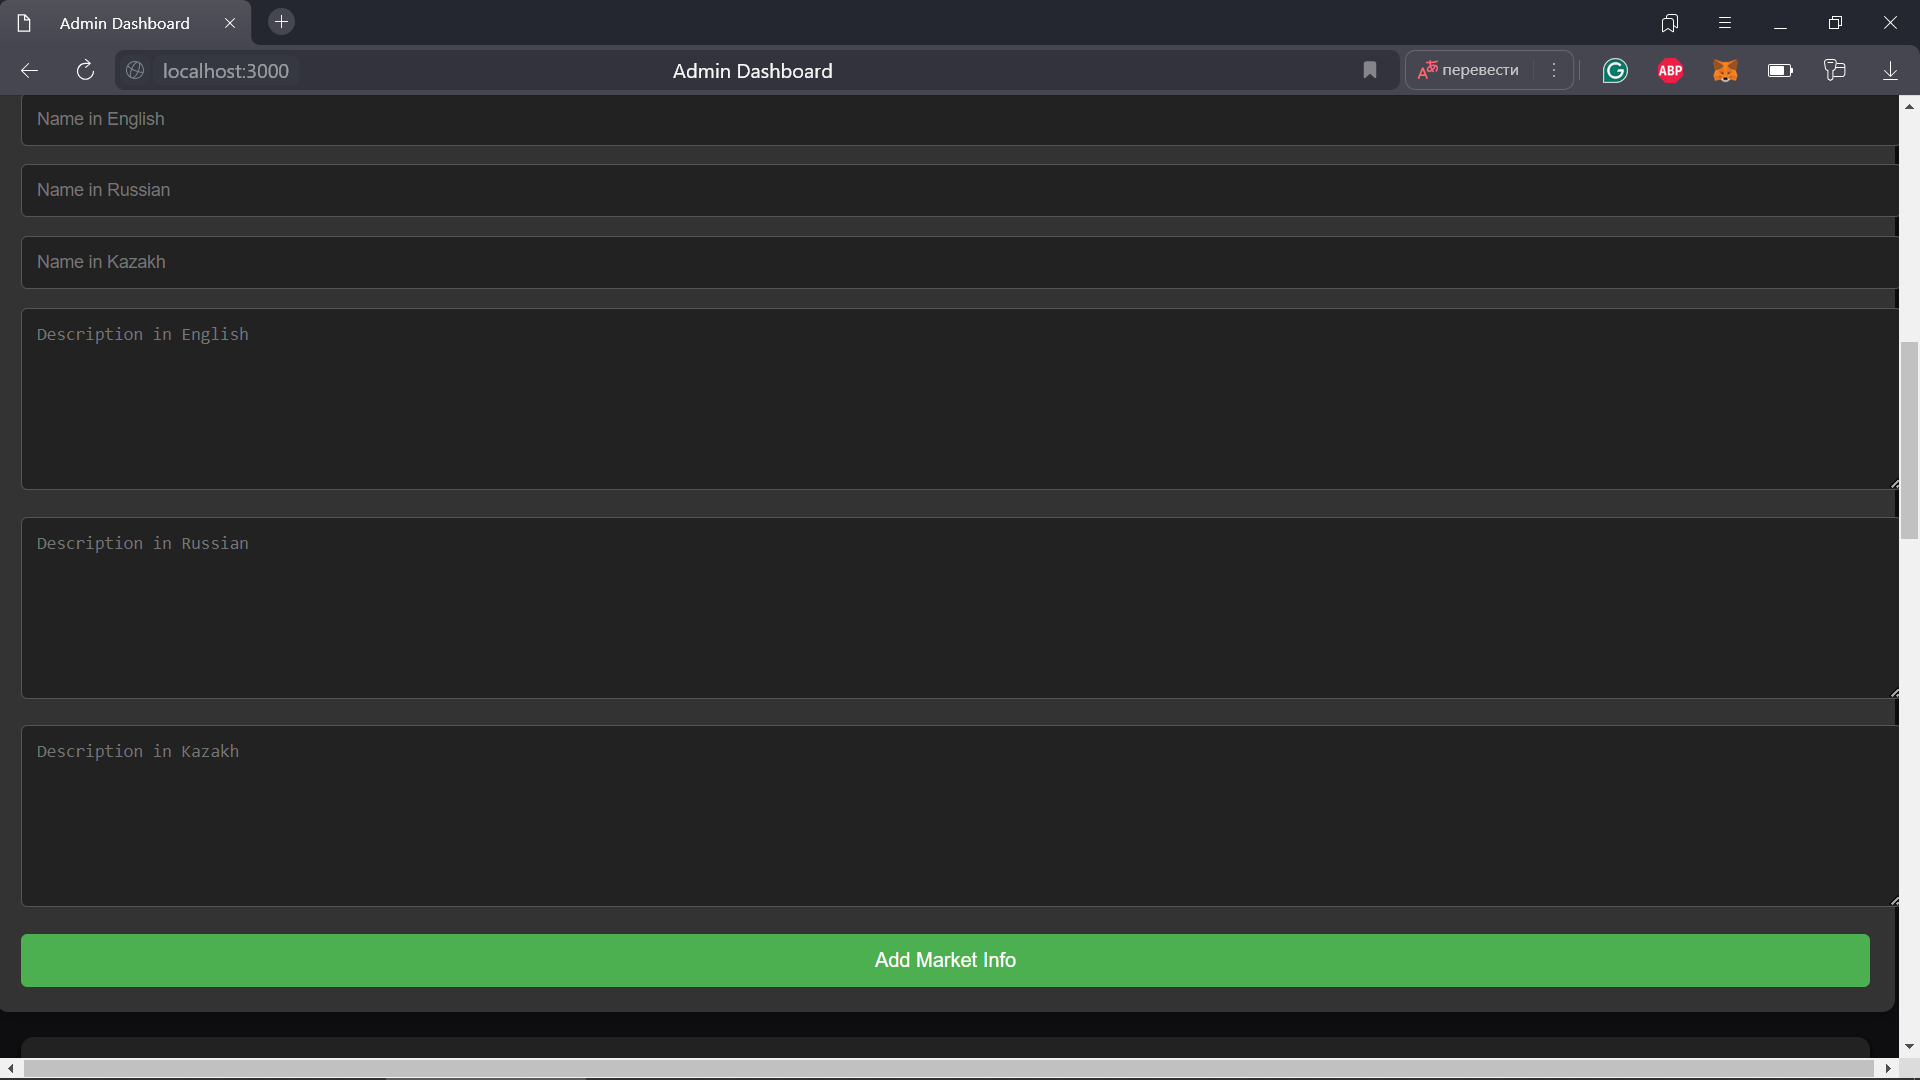 Admin Dashboard
localhost:3000
Admin Dashboard
перевести
ABP
Name in English
Name in Russian
Name in Kazakh
Description in English
Description in Russian
Description in Kazakh
Add Market Info